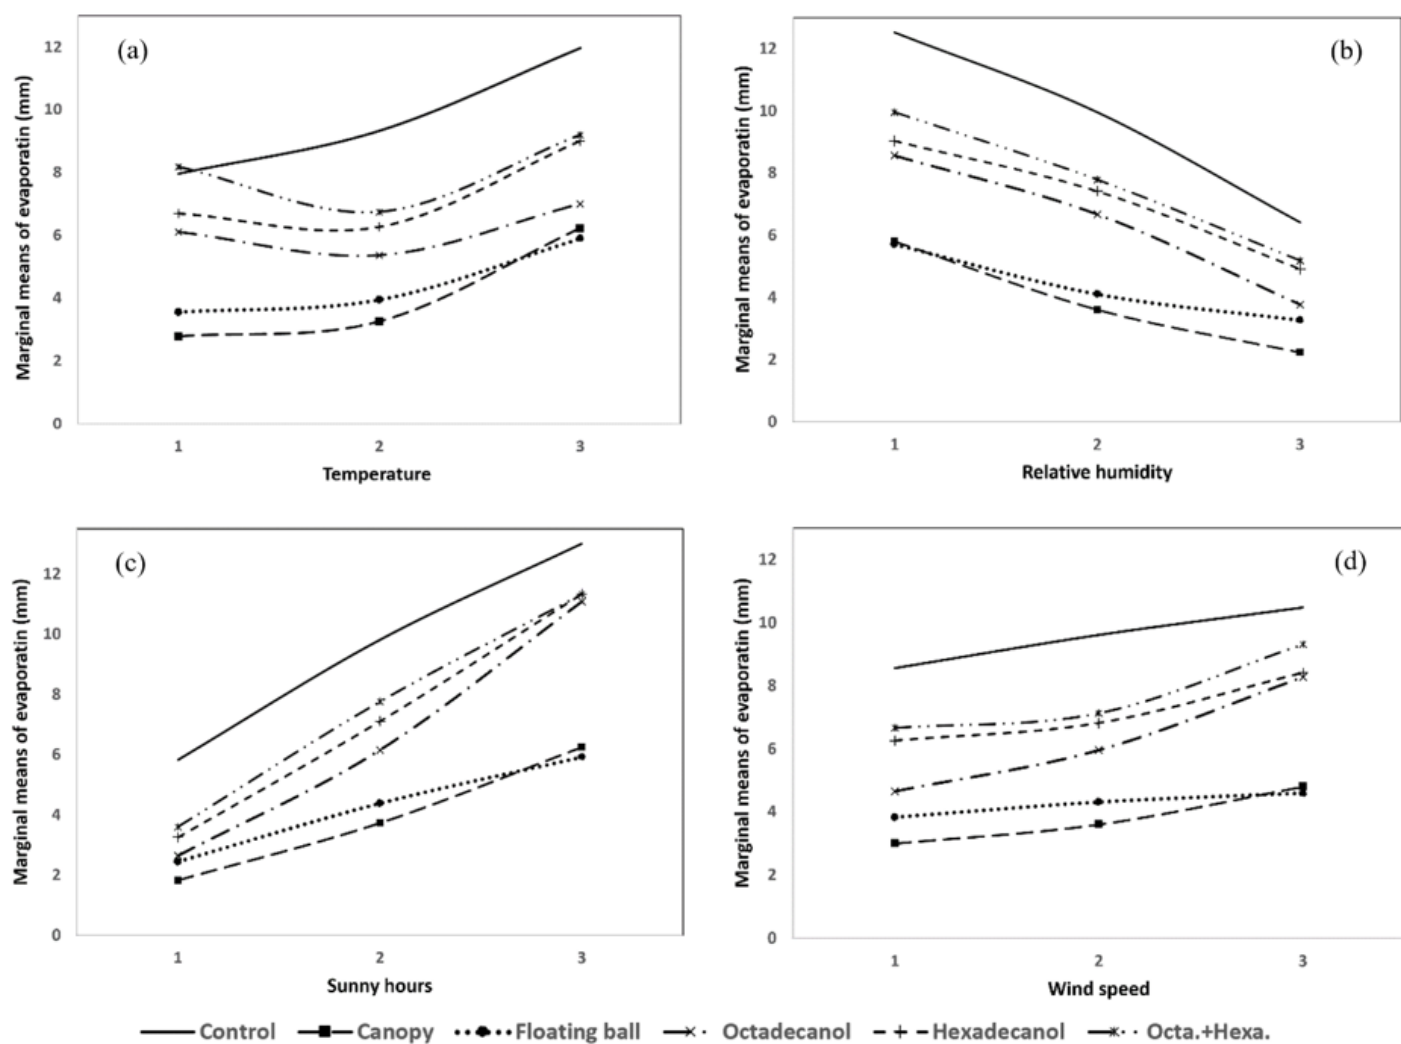 (a)
Marginal means of evaporatin (mm)
12
10
8
6
4
2
0
1 2 3
Temperature
(b)
Marginal means of evaporatin (mm)
12
10
8
6
4
2
0
1 2 3
Relative humidity
(c)
Marginal means of evaporatin (mm)
12
10
8
6
4
2
0
1 2 3
Sunny hours
(d)
Marginal means of evaporatin (mm)
12
10
8
6
4
2
0
1 2 3
Wind speed
Control Canopy Floating ball Octadecanol Hexadecanol Octa.+Hexa.